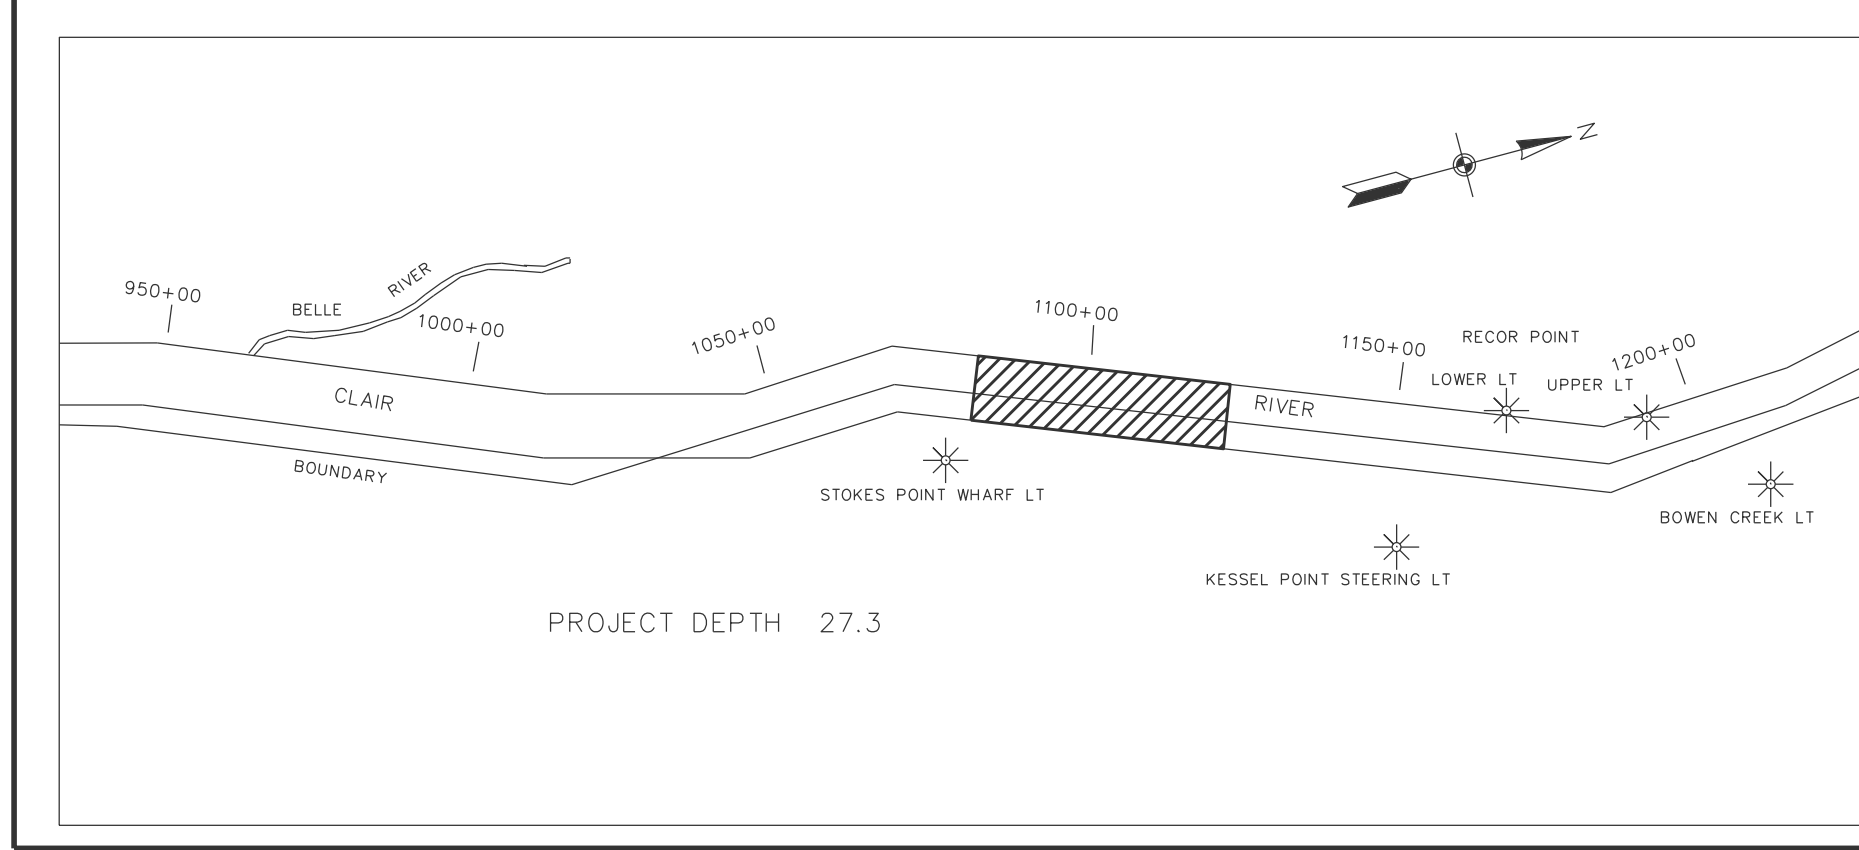 N
950+00
BELLE RIVER
1000+00
1050+00
1100+00
1150+00
RECOR POINT
1200+00
LOWER LT
UPPER LT
CLAIR
RIVER
BOUNDARY
STOKES POINT WHARF LT
BOWEN CREEK LT
KESSEL POINT STEERING LT
PROJECT DEPTH 27.3